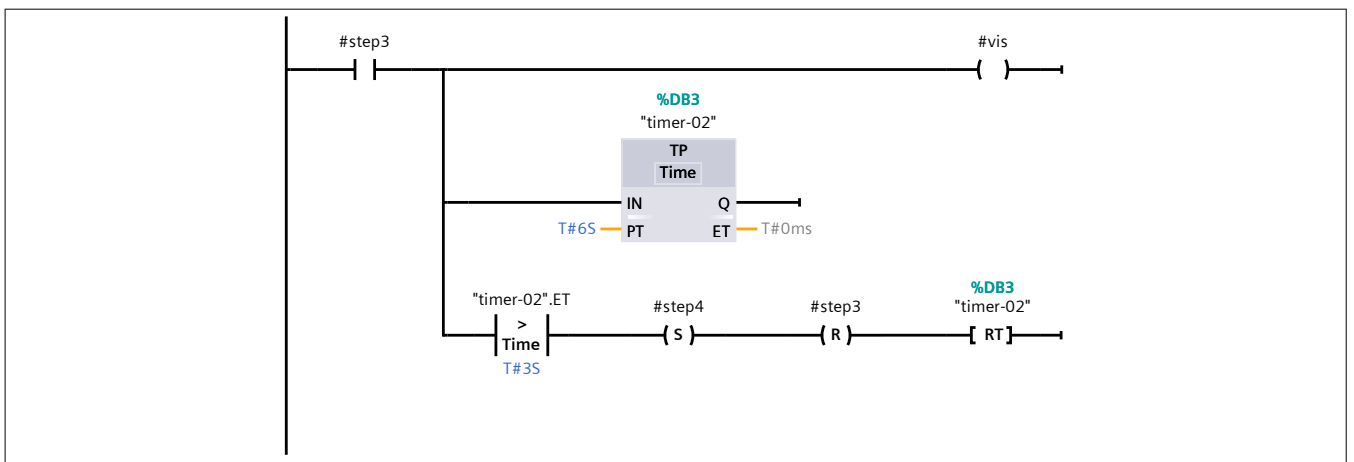 #step3
#vis
%DB3
"timer-02"
TP
Time
IN Q
T#6S PT ET T#0ms
%DB3
"timer-02".ET #step4 #step3 "timer-02"
>
Time
S R RT
T#3S